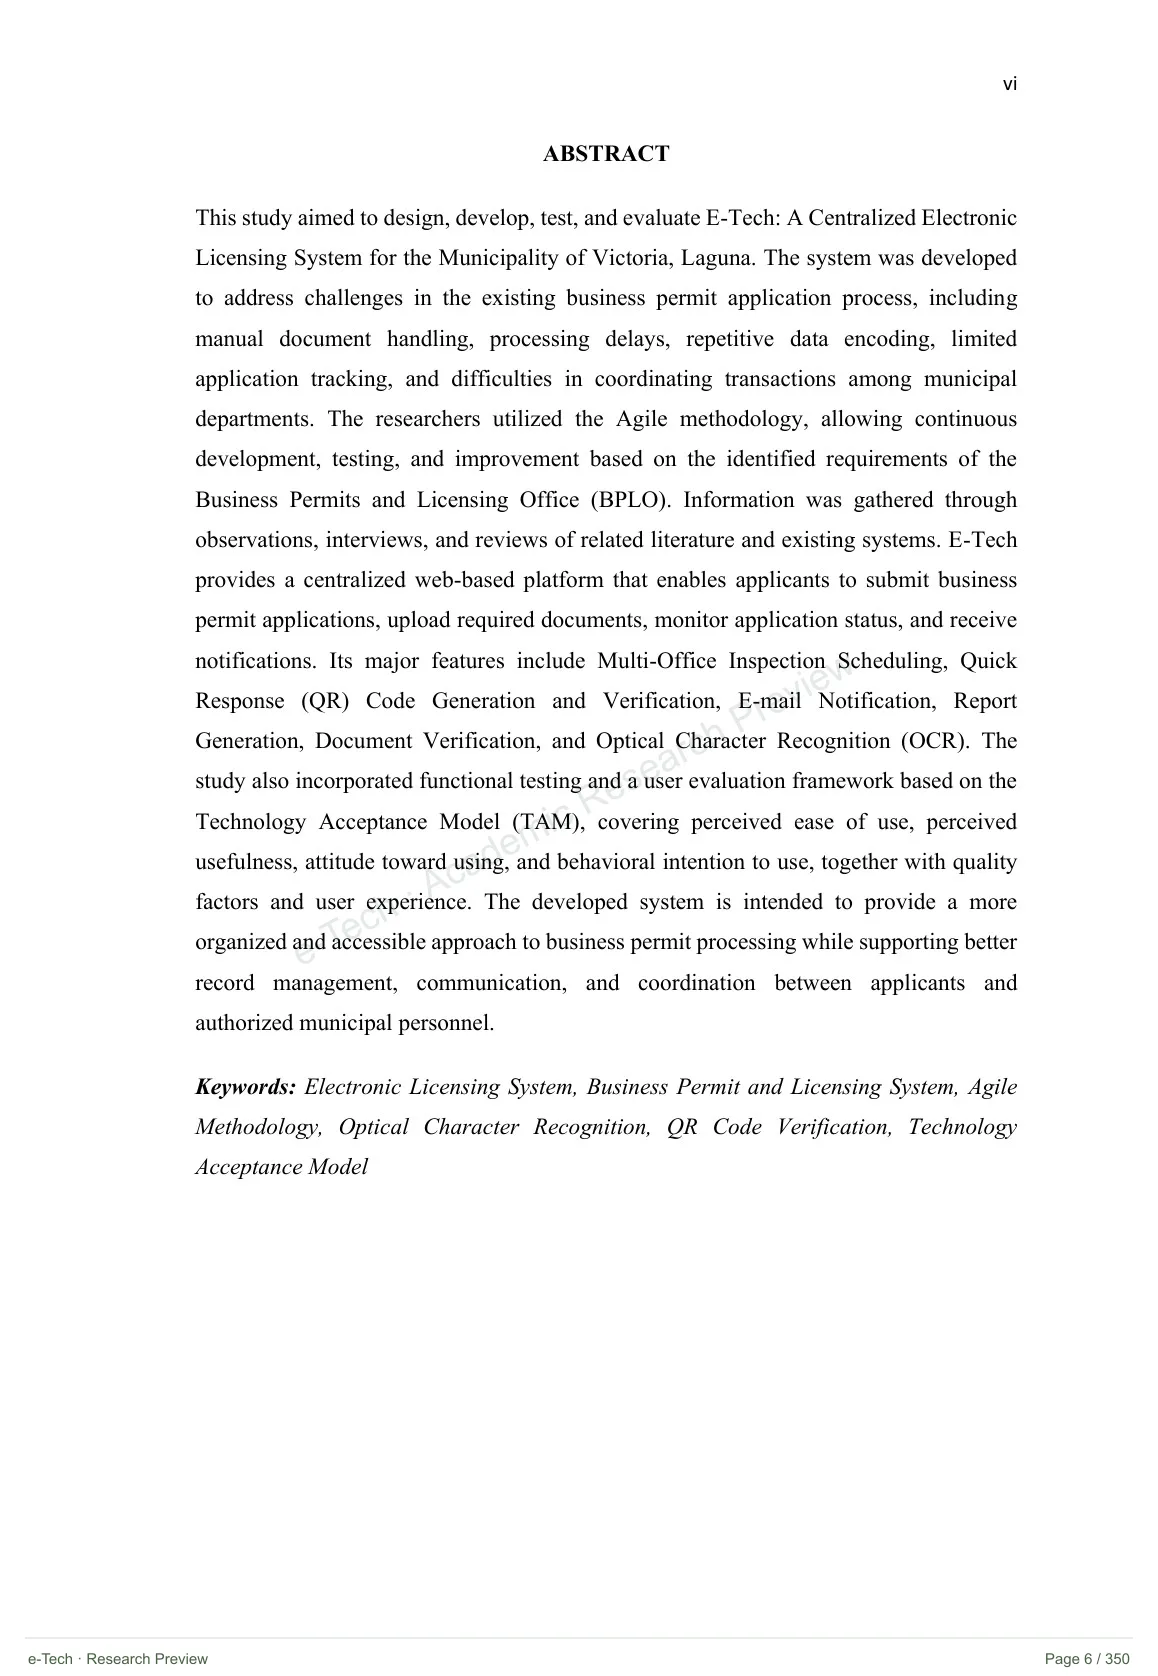 vi
ABSTRACT
This study aimed to design, develop, test, and evaluate E-Tech: A Centralized Electronic
Licensing System for the Municipality of Victoria, Laguna. The system was developed
to address challenges in the existing business permit application process, including
manual document handling, processing delays, repetitive data encoding, limited
application tracking, and difficulties in coordinating transactions among municipal
departments. The researchers utilized the Agile methodology, allowing continuous
development, testing, and improvement based on the identified requirements of the
Business Permits and Licensing Office (BPLO). Information was gathered through
observations, interviews, and reviews of related literature and existing systems. E-Tech
provides a centralized web-based platform that enables applicants to submit business
permit applications, upload required documents, monitor application status, and receive
notifications. Its major features include Multi-Office Inspection Scheduling, Quick
Response (QR) Code Generation and Verification, E-mail Notification, Report
Generation, Document Verification, and Optical Character Recognition (OCR). The
study also incorporated functional testing and a user evaluation framework based on the
Technology Acceptance Model (TAM), covering perceived ease of use, perceived
usefulness, attitude toward using, and behavioral intention to use, together with quality
factors and user experience. The developed system is intended to provide a more
organized and accessible approach to business permit processing while supporting better
record management, communication, and coordination between applicants and
authorized municipal personnel.
Keywords: Electronic Licensing System, Business Permit and Licensing System, Agile
Methodology, Optical Character Recognition, QR Code Verification, Technology
Acceptance Model
e-Tech · Academic Research Preview
e-Tech · Research Preview
Page 6 / 350